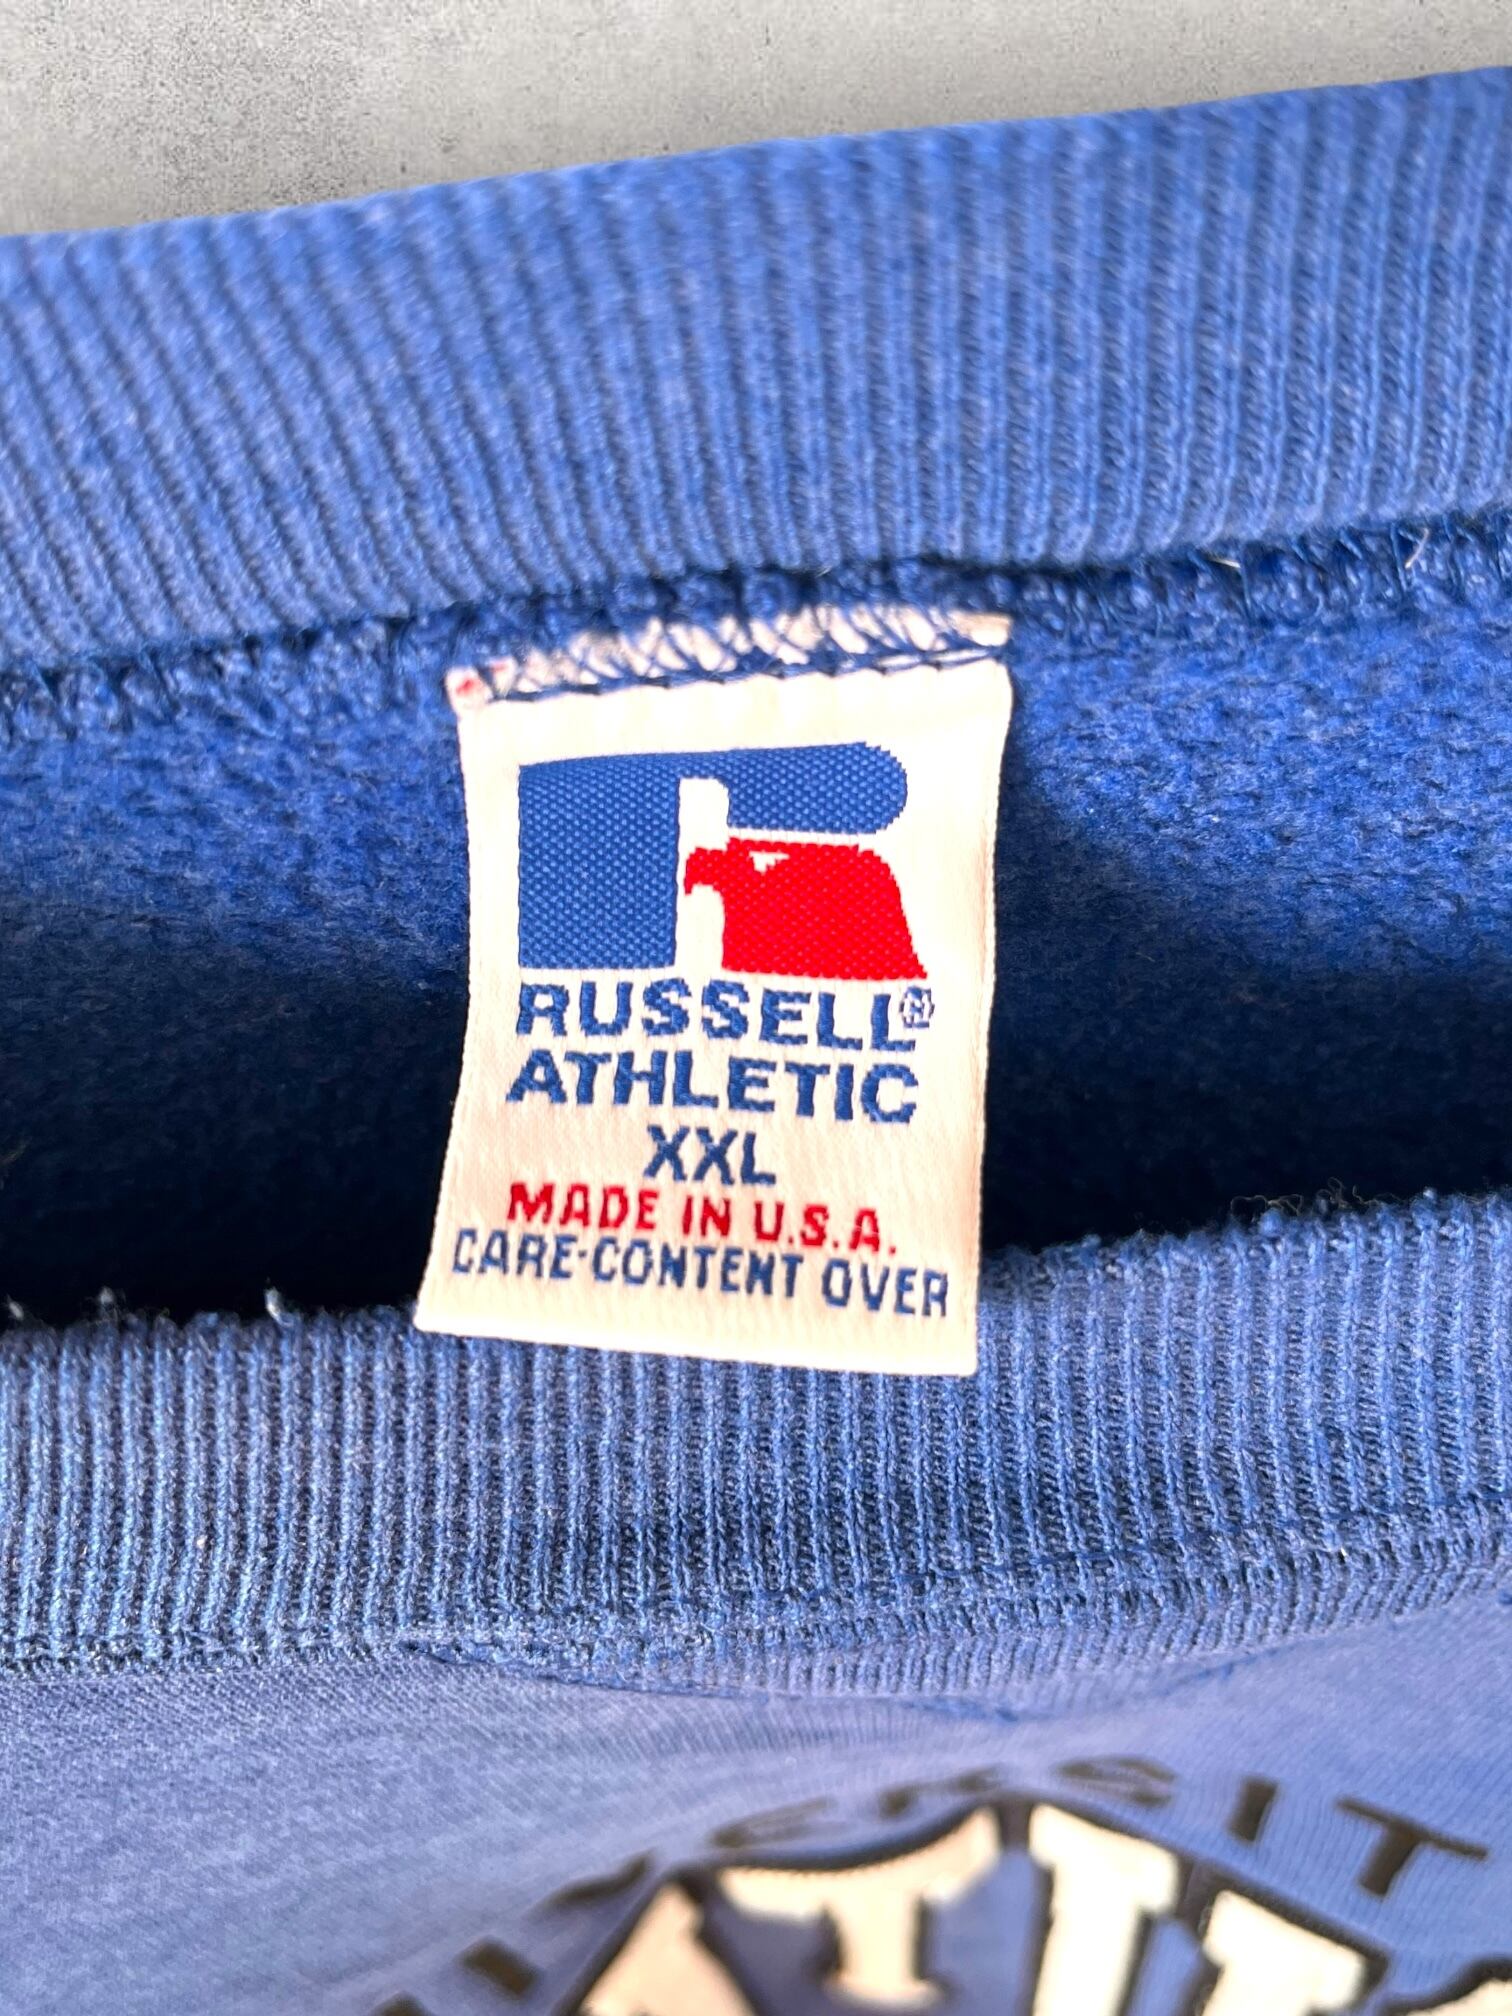 RUSSELL®
ATHLETIC
XXL
MADE IN U.S.A.
CARE-CONTENT OVER